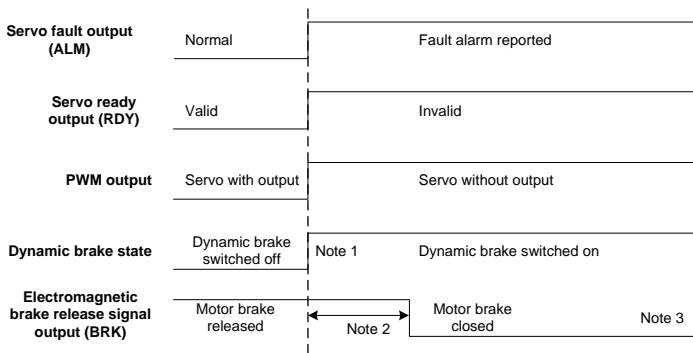 Servo fault output
(ALM)
Normal
Fault alarm reported
Servo ready
output (RDY)
Valid
Invalid
PWM output
Servo with output
Servo without output
Dynamic brake state
Dynamic brake
switched off
Note 1
Dynamic brake switched on
Electromagnetic
brake release signal
output (BRK)
Motor brake
released
Note 2
Motor brake
closed
Note 3